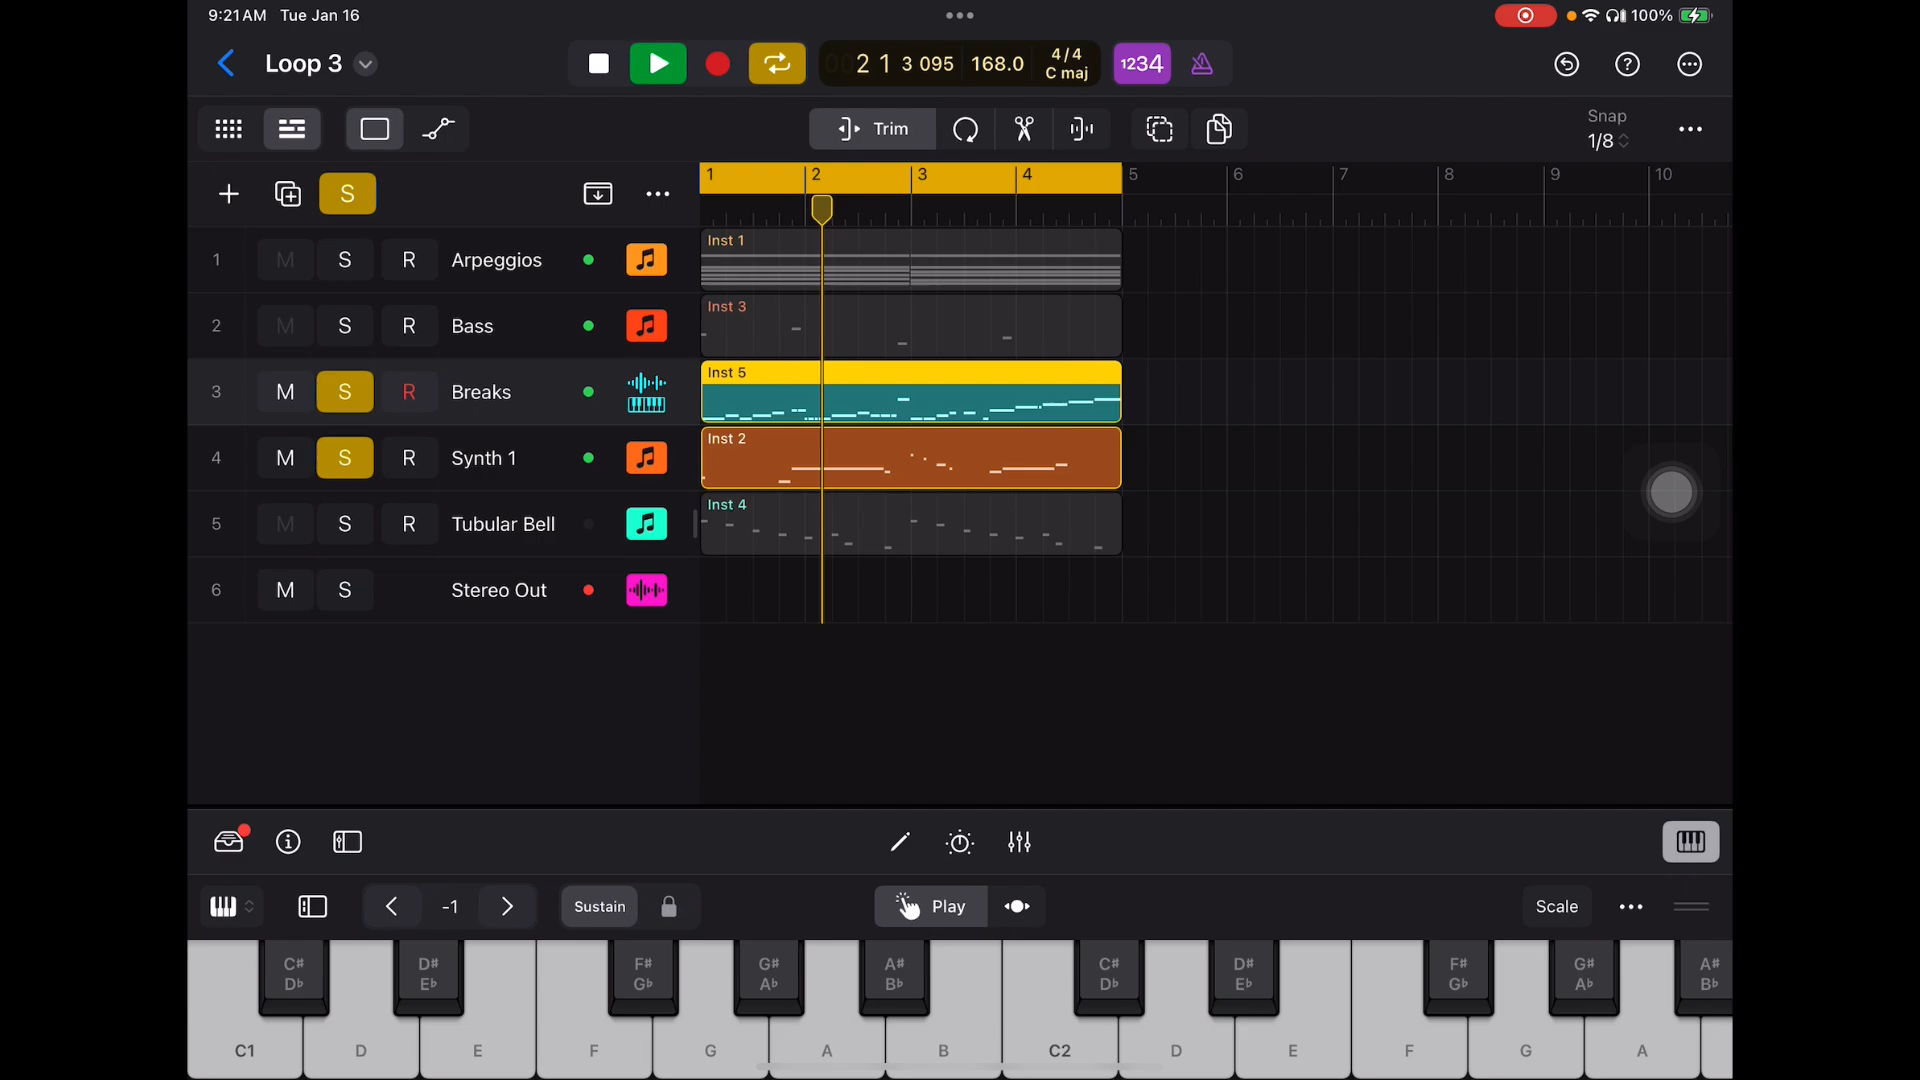 9:21AM Tue Jan 16
100%
Loop 3
2 1 3 095 168.0 4/4 C maj
1234
Trim
Snap
1/8
S
1 2 3 4 5 6 7 8 9 10
1 M S R Arpeggios
Inst 1
2 M S R Bass
Inst 3
3 M S R Breaks
Inst 5
4 M S R Synth 1
Inst 2
5 M S R Tubular Bell
Inst 4
6 M S Stereo Out
-1 Sustain Play Scale
C# D# F# G# A# C# D# F# G# A#
D♭ E♭ G♭ A♭ B♭ D♭ E♭ G♭ A♭ B♭
C1 D E F G A B C2 D E F G A